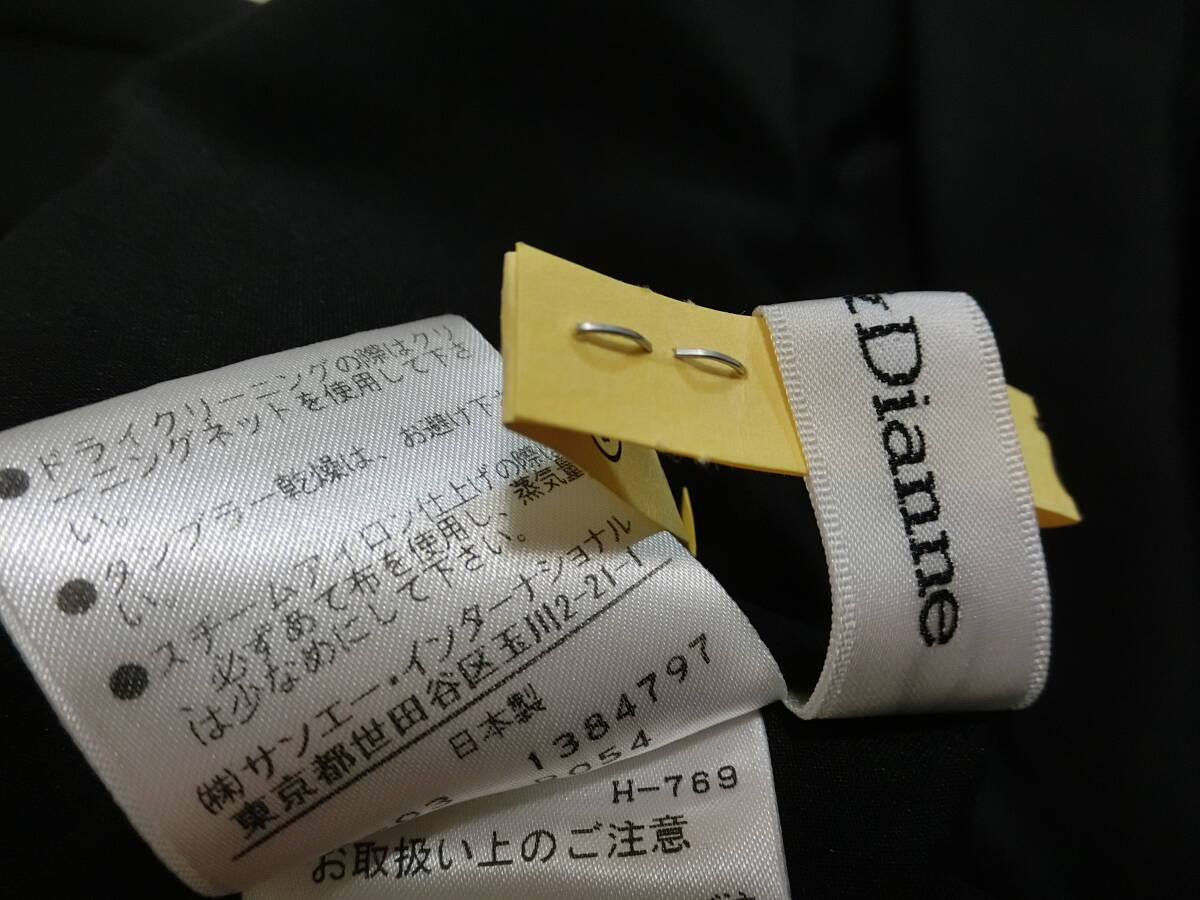 ●ドライクリーニングの際はクリ
ーニングネットを使用して下さ
い。
●タンブラー乾燥は、お避け下さ
い。
●スチームアイロン仕上げの際は
必ずあて布を使用し、蒸気量
は少なめにして下さい。
(株)サンエー・インターナショナル
東京都世田谷区玉川2-21-1
日本製
1384797
03
H-769
お取扱い上のご注意
Dianne